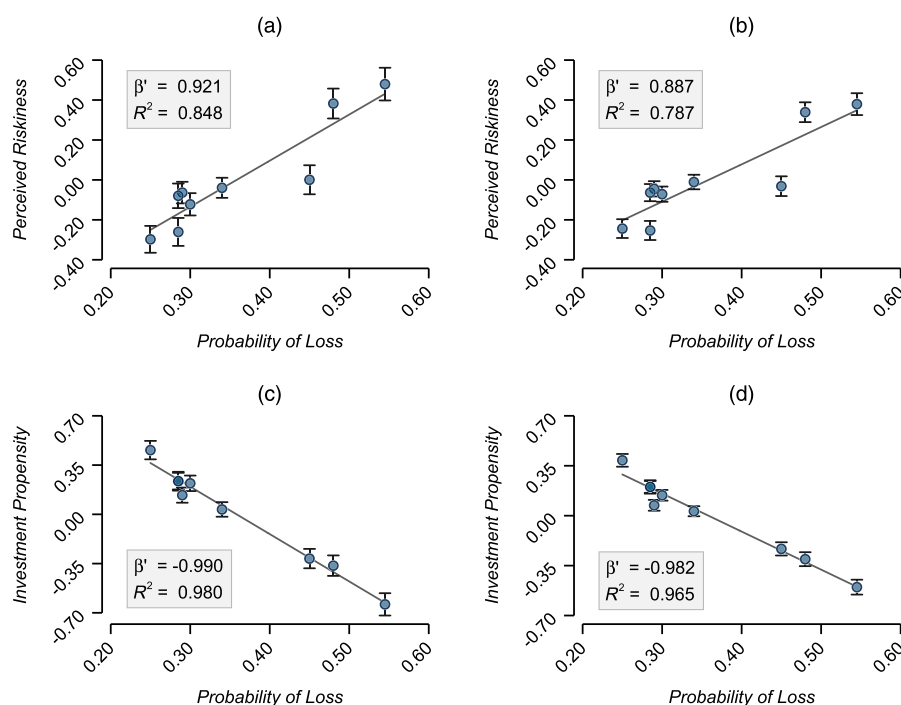 (a)
β' = 0.921
R² = 0.848
Perceived Riskiness
0.60
0.40
0.20
0.00
-0.20
-0.40
0.20 0.30 0.40 0.50 0.60
Probability of Loss
(b)
β' = 0.887
R² = 0.787
Perceived Riskiness
0.60
0.40
0.20
0.00
-0.20
-0.40
0.20 0.30 0.40 0.50 0.60
Probability of Loss
(c)
β' = -0.990
R² = 0.980
Investment Propensity
0.70
0.35
0.00
-0.35
-0.70
0.20 0.30 0.40 0.50 0.60
Probability of Loss
(d)
β' = -0.982
R² = 0.965
Investment Propensity
0.70
0.35
0.00
-0.35
-0.70
0.20 0.30 0.40 0.50 0.60
Probability of Loss